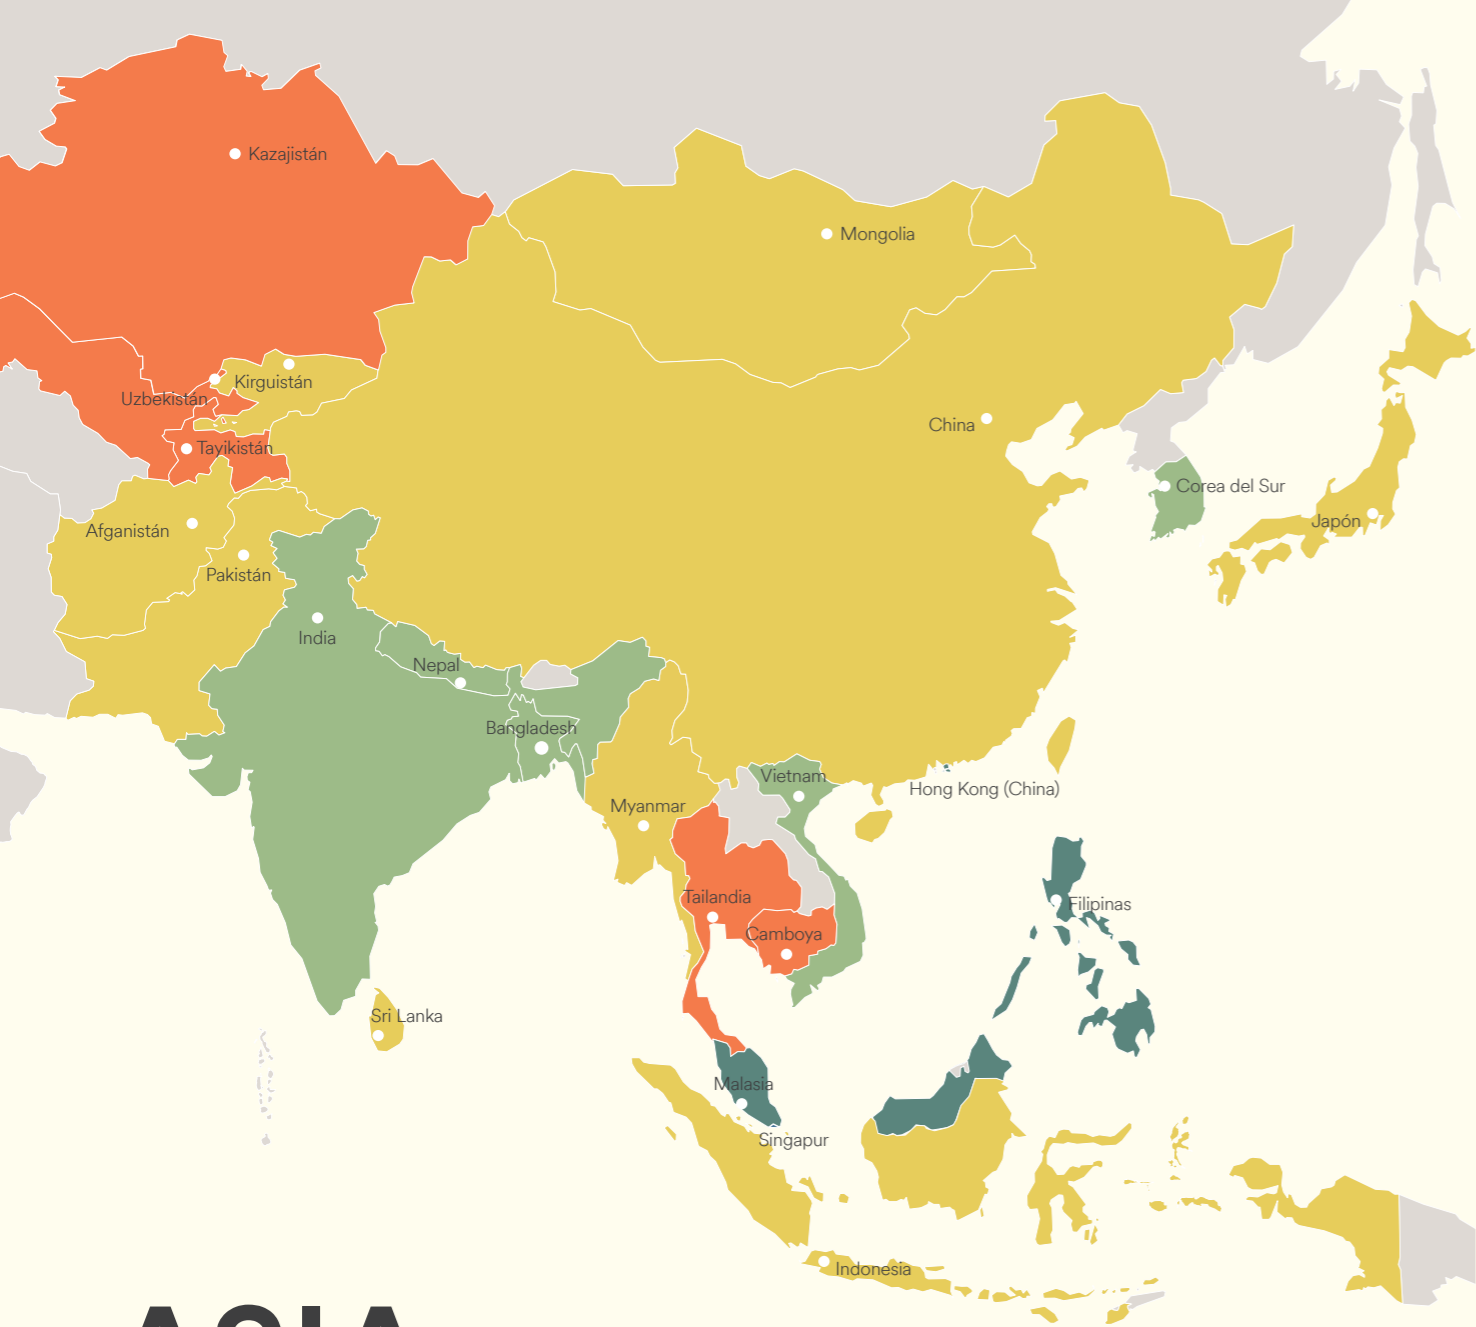 Kazajistán
Mongolia
Kirguistán
Uzbekistán
China
Tayikistán
Corea del Sur
Japón
Afganistán
Pakistán
India
Nepal
Bangladesh
Vietnam
Hong Kong (China)
Myanmar
Tailandia
Filipinas
Camboya
Sri Lanka
Malasia
Singapur
Indonesia
ASIA